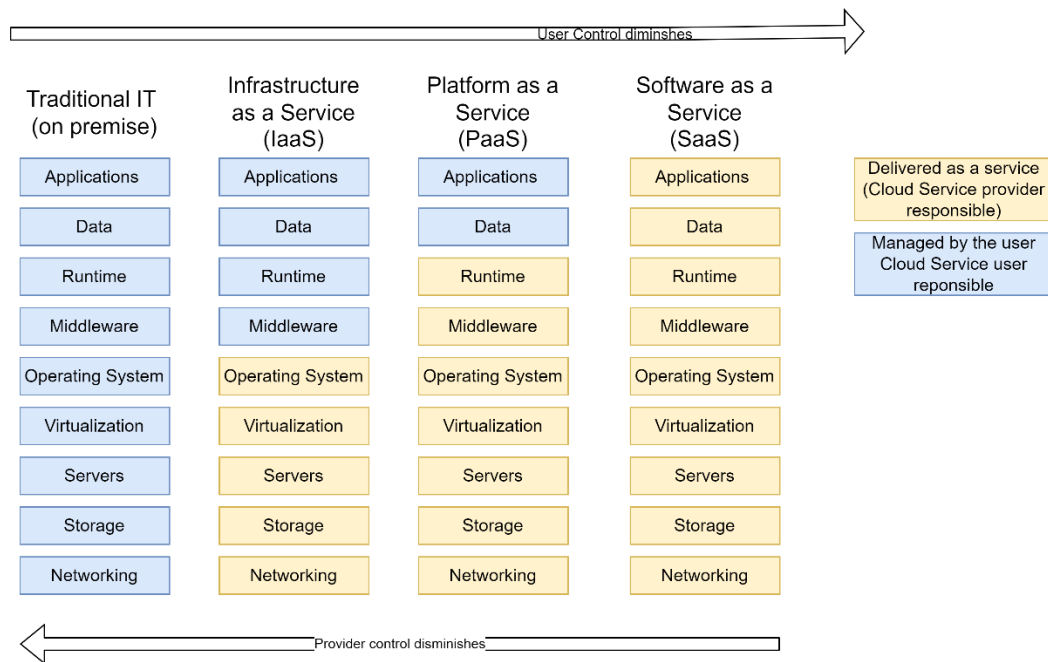 User Control diminshes
Traditional IT
(on premise)
Infrastructure
as a Service
(IaaS)
Platform as a
Service
(PaaS)
Software as a
Service
(SaaS)
Applications
Applications
Applications
Applications
Delivered as a service
(Cloud Service provider
responsible)
Data
Data
Data
Data
Managed by the user
Cloud Service user
reponsible
Runtime
Runtime
Runtime
Runtime
Middleware
Middleware
Middleware
Middleware
Operating System
Operating System
Operating System
Operating System
Virtualization
Virtualization
Virtualization
Virtualization
Servers
Servers
Servers
Servers
Storage
Storage
Storage
Storage
Networking
Networking
Networking
Networking
Provider control disminishes